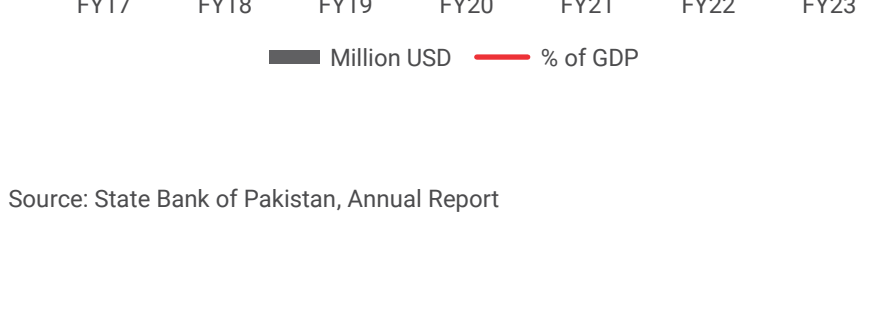 FY17 FY18 FY19 FY20 FY21 FY22 FY23
Million USD % of GDP
Source: State Bank of Pakistan, Annual Report